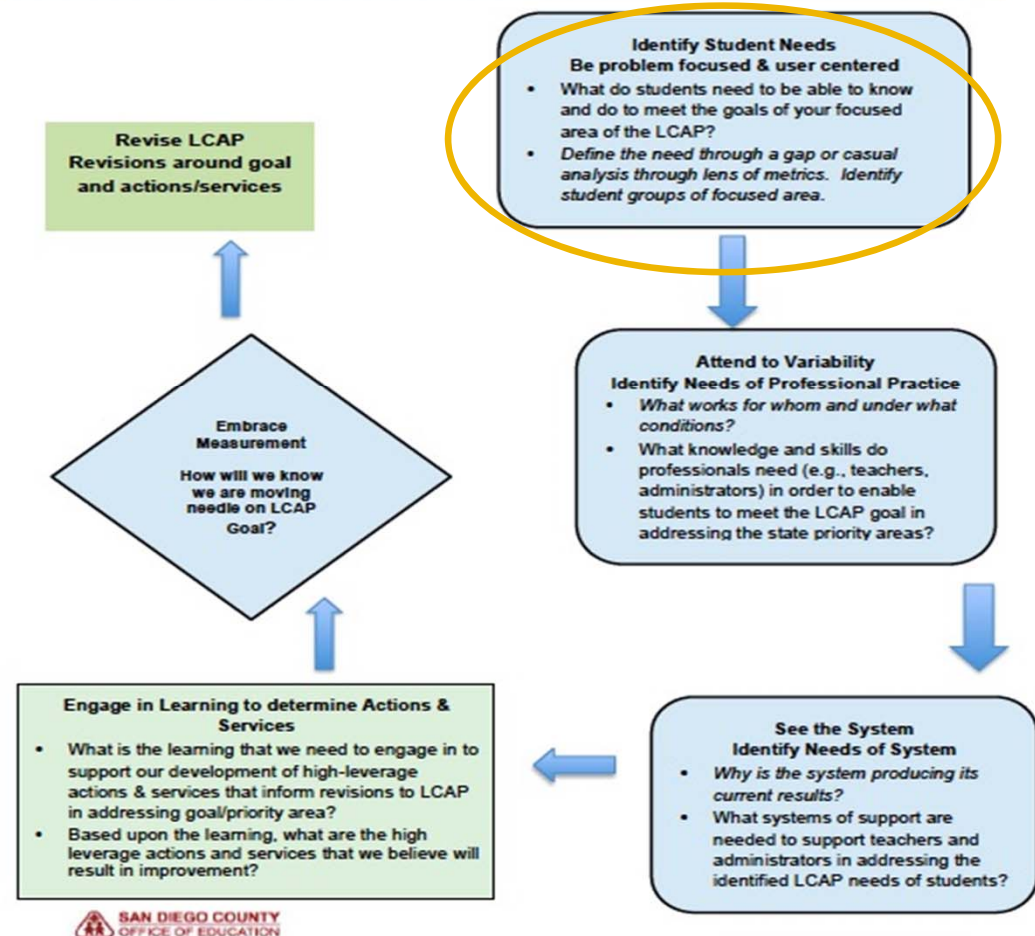 Identify Student Needs
Be problem focused & user centered
• What do students need to be able to know
and do to meet the goals of your focused
area of the LCAP?
• Define the need through a gap or casual
analysis through lens of metrics. Identify
student groups of focused area.
Attend to Variability
Identify Needs of Professional Practice
• What works for whom and under what
conditions?
• What knowledge and skills do
professionals need (e.g., teachers,
administrators) in order to enable
students to meet the LCAP goal in
addressing the state priority areas?
See the System
Identify Needs of System
• Why is the system producing its
current results?
• What systems of support are
needed to support teachers and
administrators in addressing the
identified LCAP needs of students?
Engage in Learning to determine Actions &
Services
• What is the learning that we need to engage in to
support our development of high-leverage
actions & services that inform revisions to LCAP
in addressing goal/priority area?
• Based upon the learning, what are the high
leverage actions and services that we believe will
result in improvement?
Embrace
Measurement
How will we know
we are moving
needle on LCAP
Goal?
Revise LCAP
Revisions around goal
and actions/services
SAN DIEGO COUNTY
OFFICE OF EDUCATION